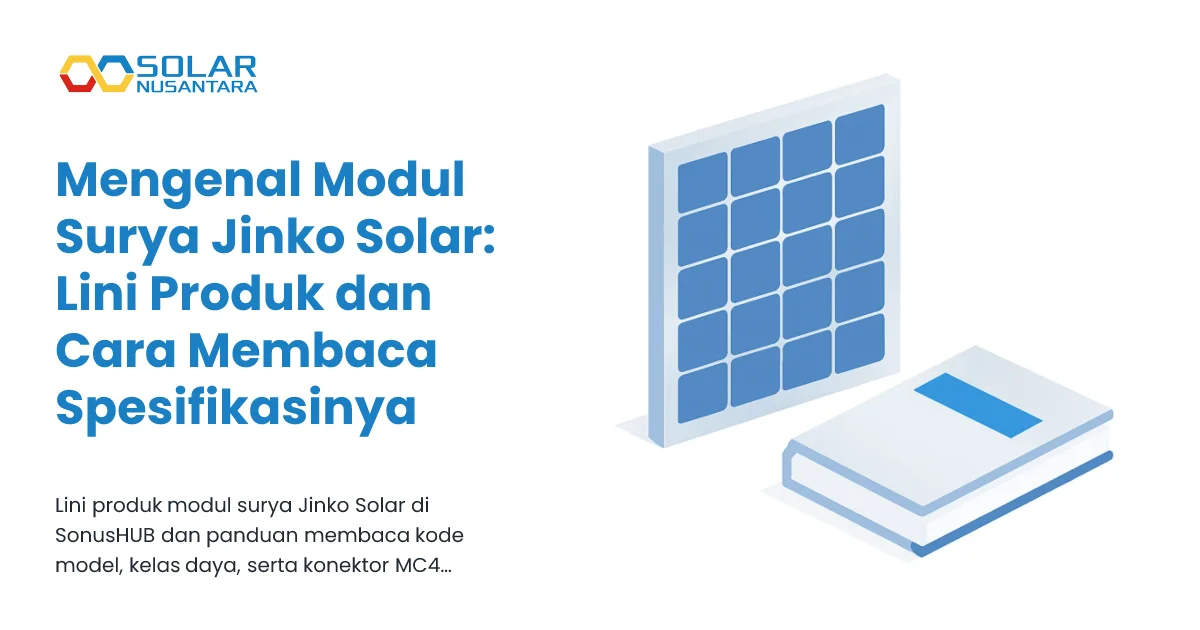 SOLAR
NUSANTARA
Mengenal Modul
Surya Jinko Solar:
Lini Produk dan
Cara Membaca
Spesifikasinya
Lini produk modul surya Jinko Solar di
SonusHUB dan panduan membaca kode
model, kelas daya, serta konektor MC4...